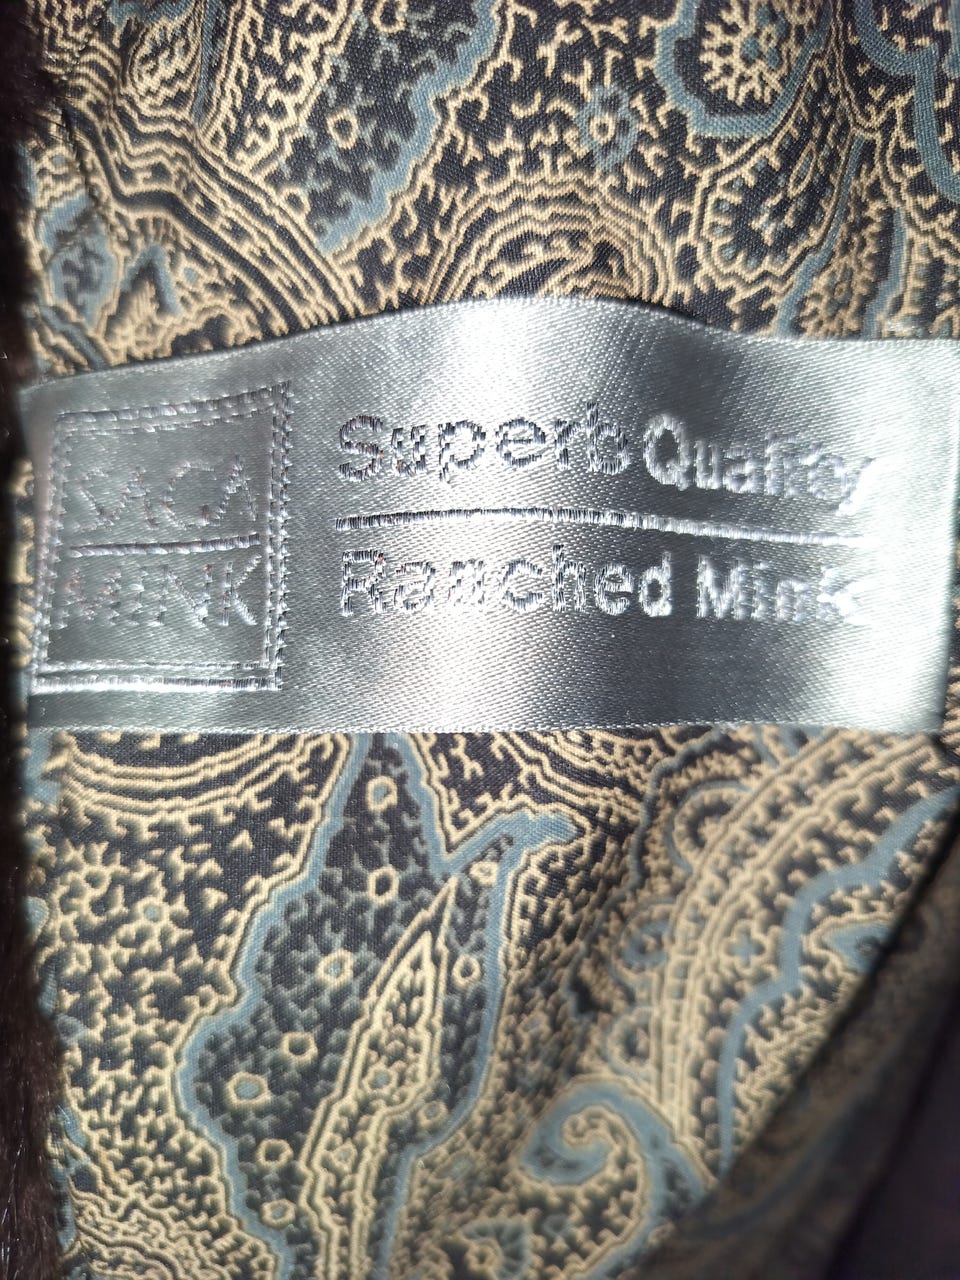 SAGA
MINK
Superb Quality
Ranched Mink